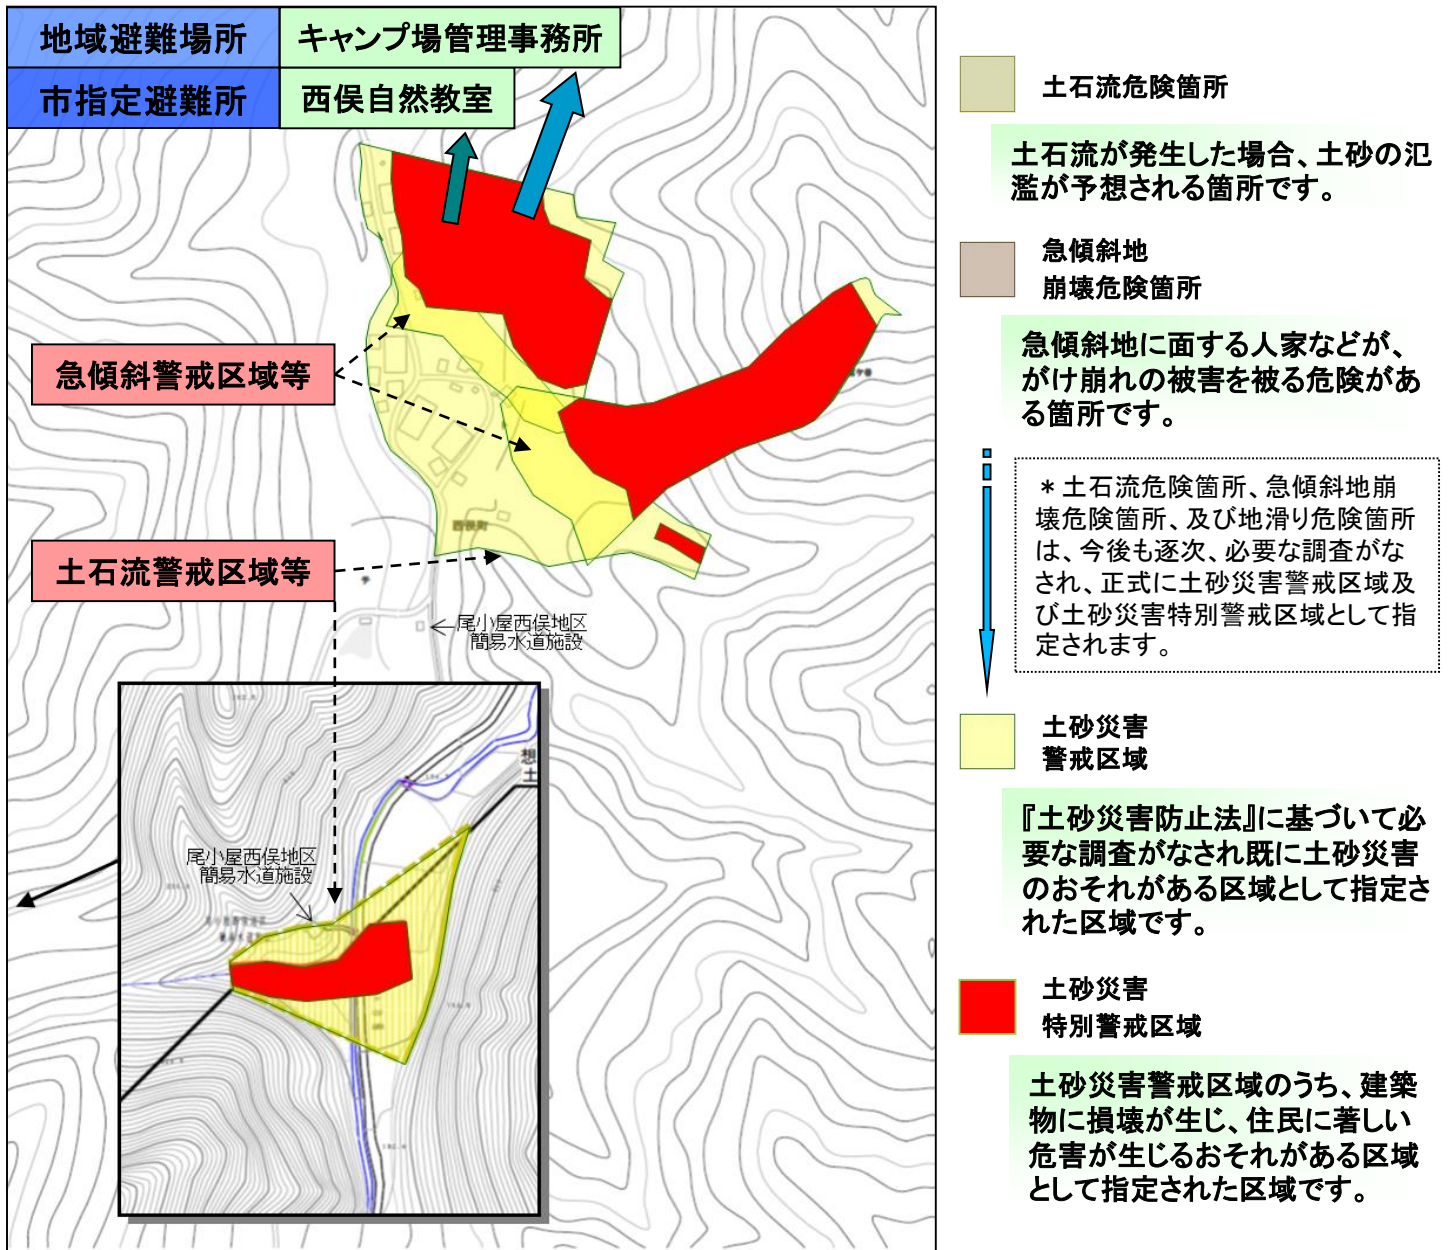 地域避難場所
キャンプ場管理事務所
市指定避難所
西俣自然教室
急傾斜警戒区域等
土石流警戒区域等
西俣町
尾小屋西俣地区
簡易水道施設
想
土
尾小屋西俣地区
簡易水道施設
土石流危険箇所
土石流が発生した場合、土砂の氾
濫が予想される箇所です。
急傾斜地
崩壊危険箇所
急傾斜地に面する人家などが、
がけ崩れの被害を被る危険があ
る箇所です。
＊土石流危険箇所、急傾斜地崩
壊危険箇所、及び地滑り危険箇所
は、今後も逐次、必要な調査がな
され、正式に土砂災害警戒区域及
び土砂災害特別警戒区域として指
定されます。
土砂災害
警戒区域
『土砂災害防止法』に基づいて必
要な調査がなされ既に土砂災害
のおそれがある区域として指定さ
れた区域です。
土砂災害
特別警戒区域
土砂災害警戒区域のうち、建築
物に損壊が生じ、住民に著しい
危害が生じるおそれがある区域
として指定された区域です。